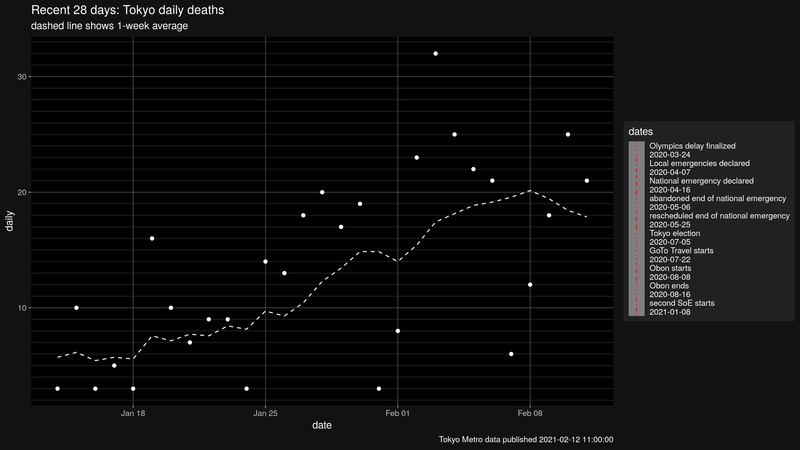 Recent 28 days: Tokyo daily deaths
dashed line shows 1-week average
30
20
10
daily
Jan 18
Jan 25
Feb 01
Feb 08
date
Tokyo Metro data published 2021-02-12 11:00:00
dates
Olympics delay finalized
2020-03-24
Local emergencies declared
2020-04-07
National emergency declared
2020-04-16
abandoned end of national emergency
2020-05-06
rescheduled end of national emergency
2020-05-25
Tokyo election
2020-07-05
GoTo Travel starts
2020-07-22
Obon starts
2020-08-08
Obon ends
2020-08-16
second SoE starts
2021-01-08